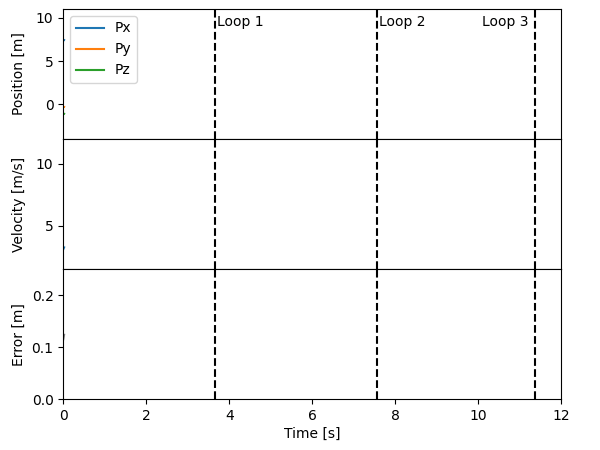 Position [m]
10
5
0
Px
Py
Pz
Loop 1
Loop 2
Loop 3
Velocity [m/s]
10
5
Error [m]
0.2
0.1
0.0
0 2 4 6 8 10 12
Time [s]